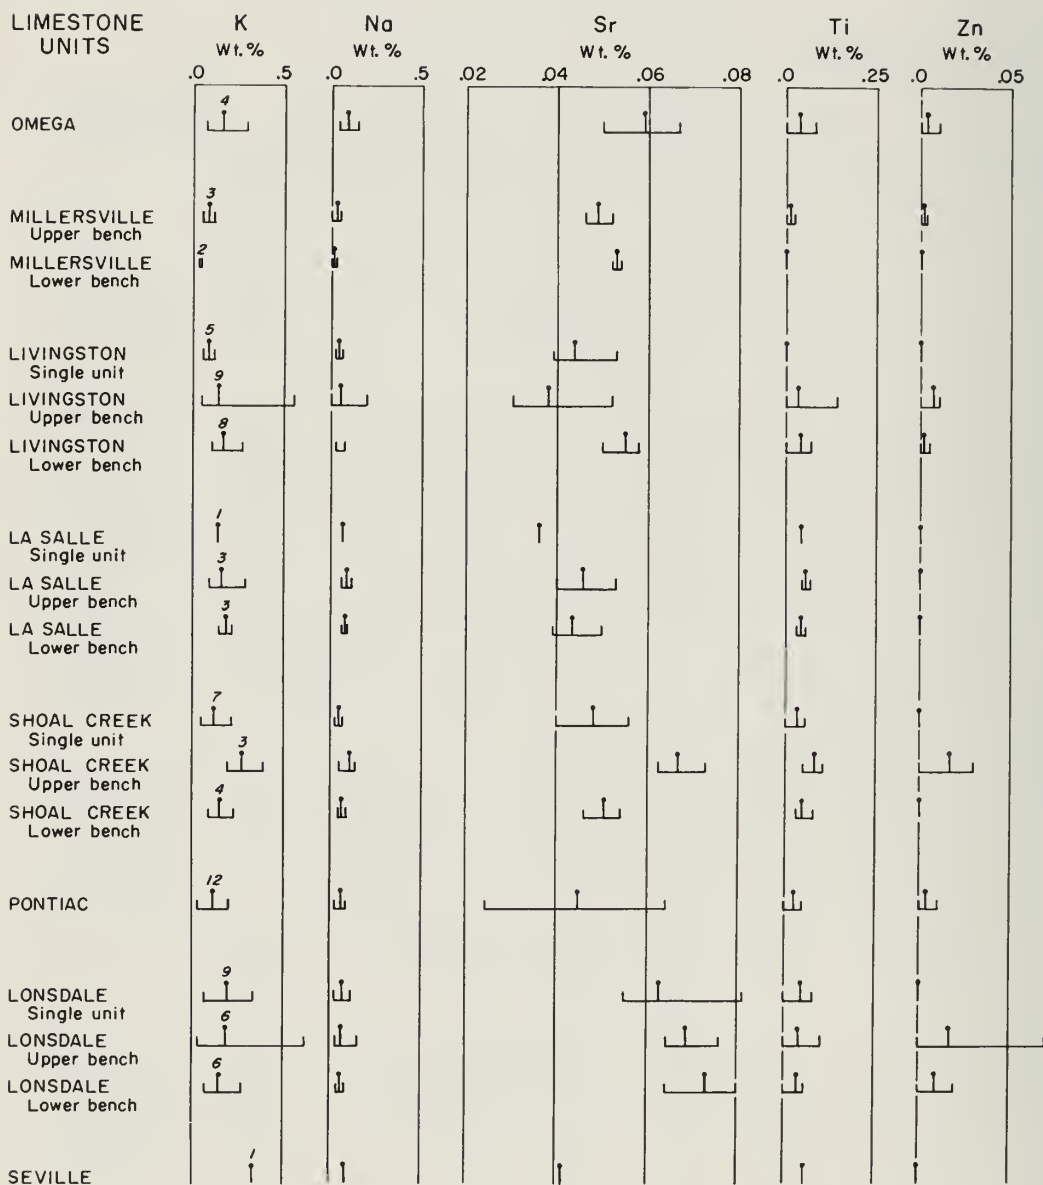 LIMESTONE UNITS K Na Sr Ti Zn
Wt. % Wt. % Wt. % Wt. % Wt. %
.0 .5 .0 .5 .02 .04 .06 .08 .0 .25 .0 .05
4
OMEGA
3
MILLERSVILLE
Upper bench
2
MILLERSVILLE
Lower bench
5
LIVINGSTON
Single unit
9
LIVINGSTON
Upper bench
8
LIVINGSTON
Lower bench
1
LA SALLE
Single unit
3
LA SALLE
Upper bench
3
LA SALLE
Lower bench
7
SHOAL CREEK
Single unit
3
SHOAL CREEK
Upper bench
4
SHOAL CREEK
Lower bench
12
PONTIAC
9
LONSDALE
Single unit
6
LONSDALE
Upper bench
6
LONSDALE
Lower bench
1
SEVILLE